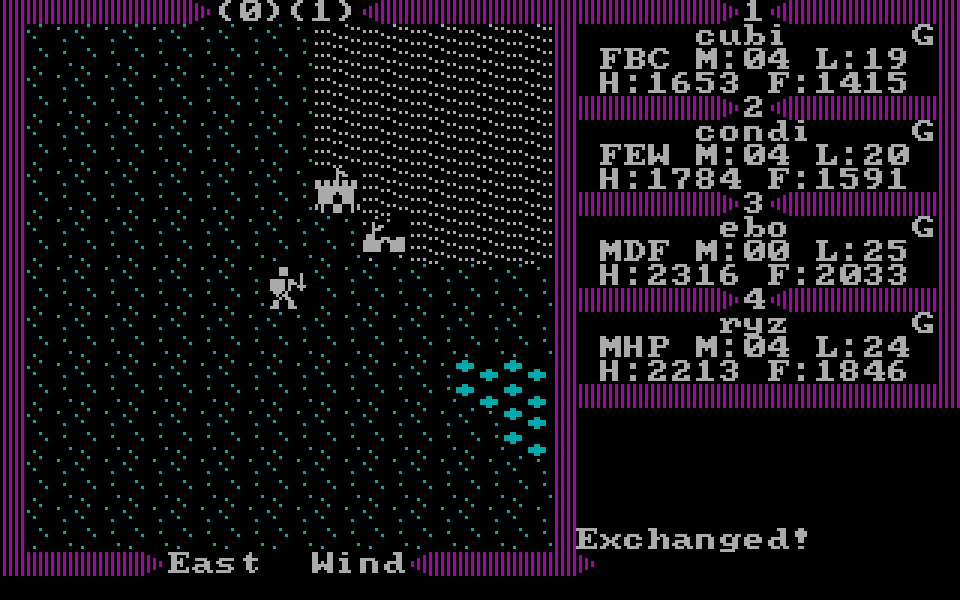 (0)(1)
1
cubi G
FBC M:04 L:19
H:1653 F:1415
2
condi G
FEW M:04 L:20
H:1784 F:1591
3
ebo G
MDF M:00 L:25
H:2316 F:2033
4
ryz G
MHP M:04 L:24
H:2213 F:1846
Exchanged!
East Wind